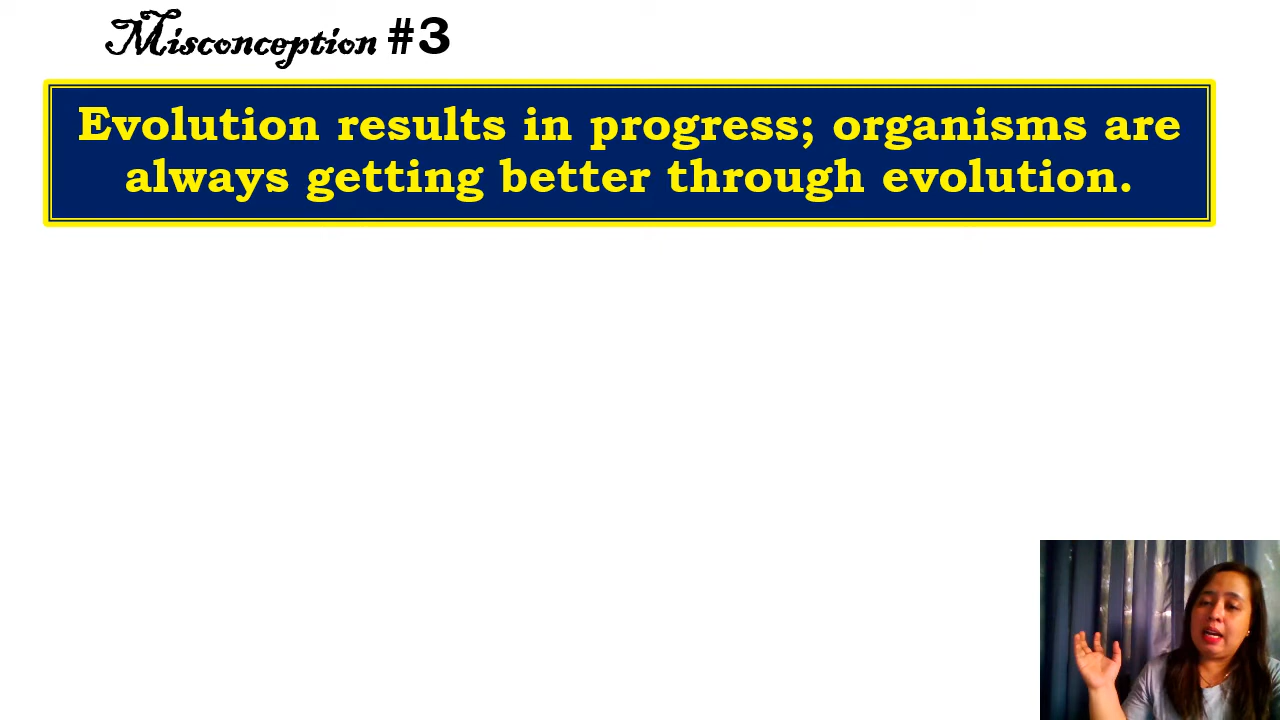 Misconception #3
Evolution results in progress; organisms are
always getting better through evolution.